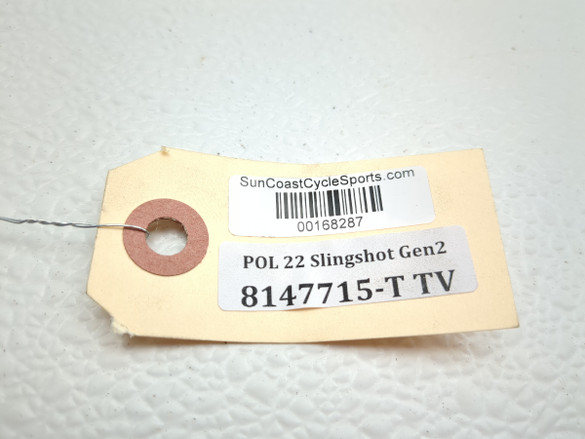 SunCoastCycleSports.com
00168287
POL 22 Slingshot Gen2
8147715-T TV